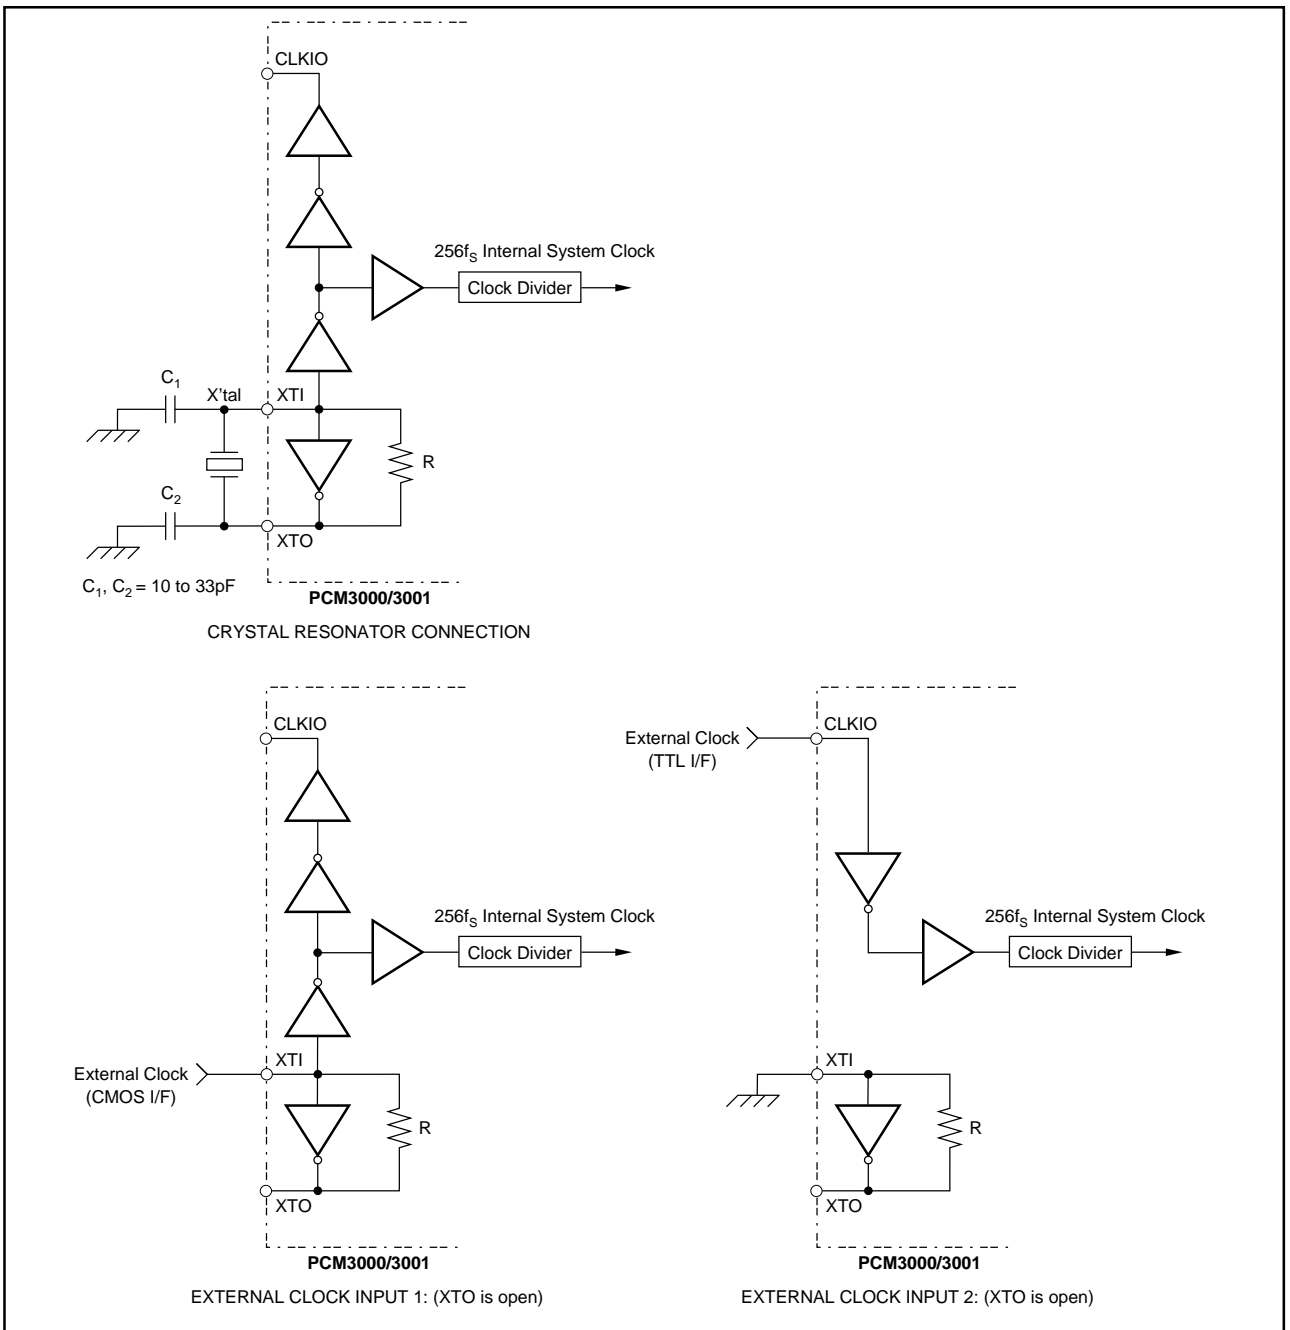 CLKIO
256fS Internal System Clock
Clock Divider
C1
X'tal
XTI
R
C2
XTO
C1, C2 = 10 to 33pF
PCM3000/3001
CRYSTAL RESONATOR CONNECTION
CLKIO
256fS Internal System Clock
Clock Divider
XTI
External Clock
(CMOS I/F)
R
XTO
PCM3000/3001
EXTERNAL CLOCK INPUT 1: (XTO is open)
CLKIO
External Clock
(TTL I/F)
256fS Internal System Clock
Clock Divider
XTI
R
XTO
PCM3000/3001
EXTERNAL CLOCK INPUT 2: (XTO is open)